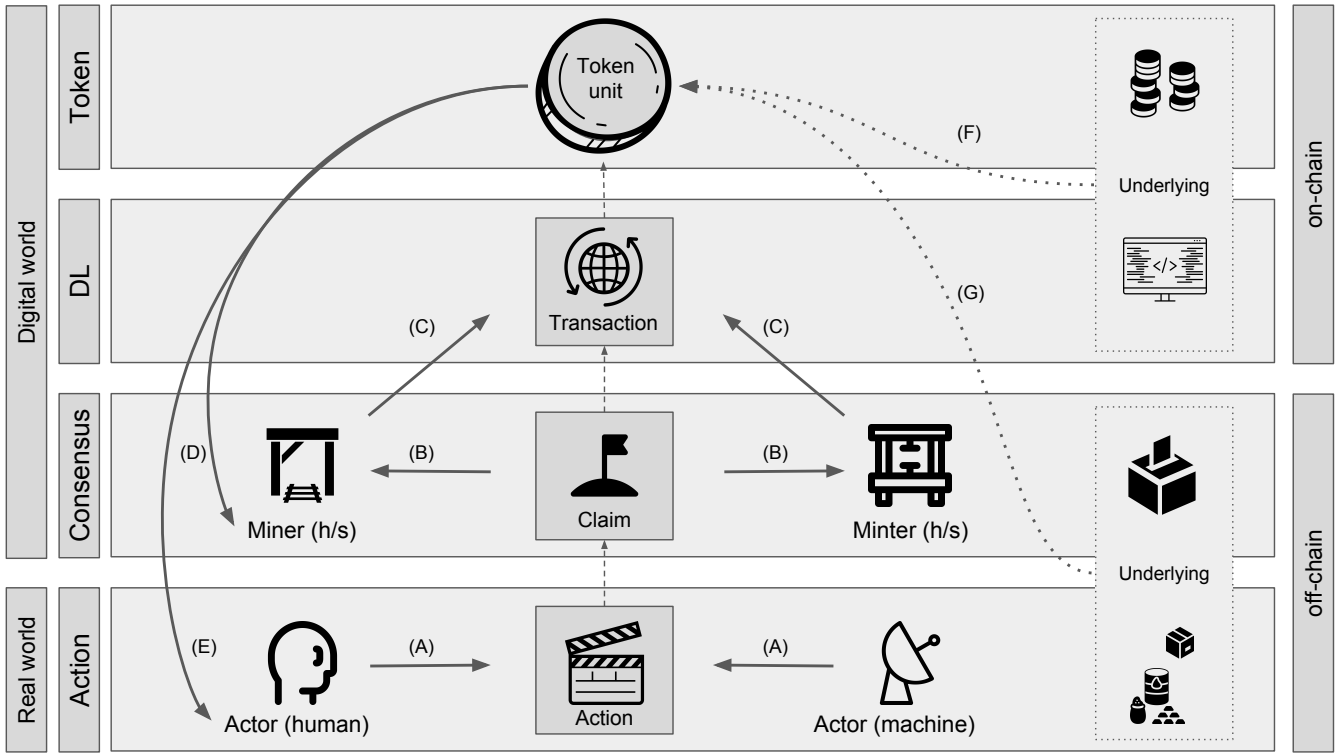 Digital world
Real world
Token
DL
Consensus
Action
on-chain
off-chain
Token
unit
(F)
Underlying
</>
(G)
(C)
Transaction
(C)
(D)
(B)
(B)
Miner (h/s)
Claim
Minter (h/s)
Underlying
(E)
(A)
(A)
Actor (human)
Action
Actor (machine)